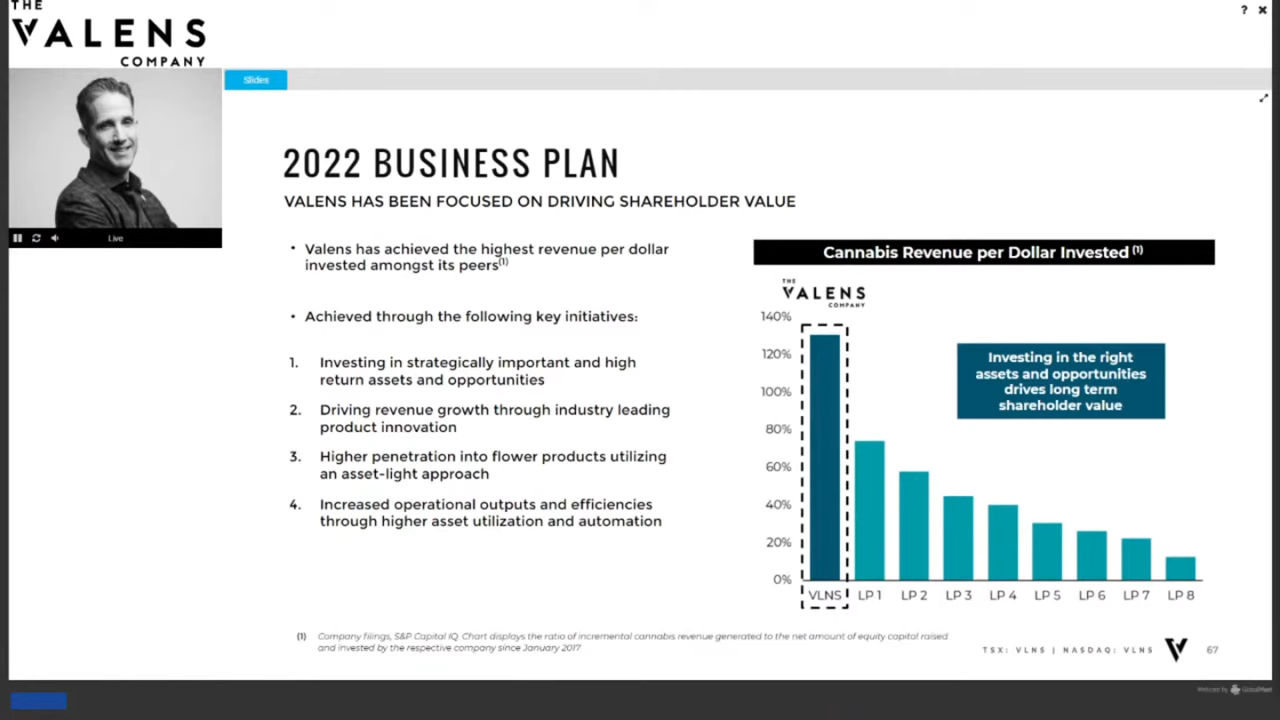 THE
VALENS
COMPANY
? ✖
Slides
Live
2022 BUSINESS PLAN
VALENS HAS BEEN FOCUSED ON DRIVING SHAREHOLDER VALUE
• Valens has achieved the highest revenue per dollar
invested amongst its peers(1)
• Achieved through the following key initiatives:
1. Investing in strategically important and high
return assets and opportunities
2. Driving revenue growth through industry leading
product innovation
3. Higher penetration into flower products utilizing
an asset-light approach
4. Increased operational outputs and efficiencies
through higher asset utilization and automation
Cannabis Revenue per Dollar Invested (1)
THE
VALENS
COMPANY
140%
120%
100%
80%
60%
40%
20%
0%
Investing in the right
assets and opportunities
drives long term
shareholder value
VLNS LP 1 LP 2 LP 3 LP 4 LP 5 LP 6 LP 7 LP 8
(1) Company filings, S&P Capital IQ. Chart displays the ratio of incremental cannabis revenue generated to the net amount of equity capital raised
and invested by the respective company since January 2017
TSX: VLNS | NASDAQ: VLNS
67
Webcast by GlobalMeet